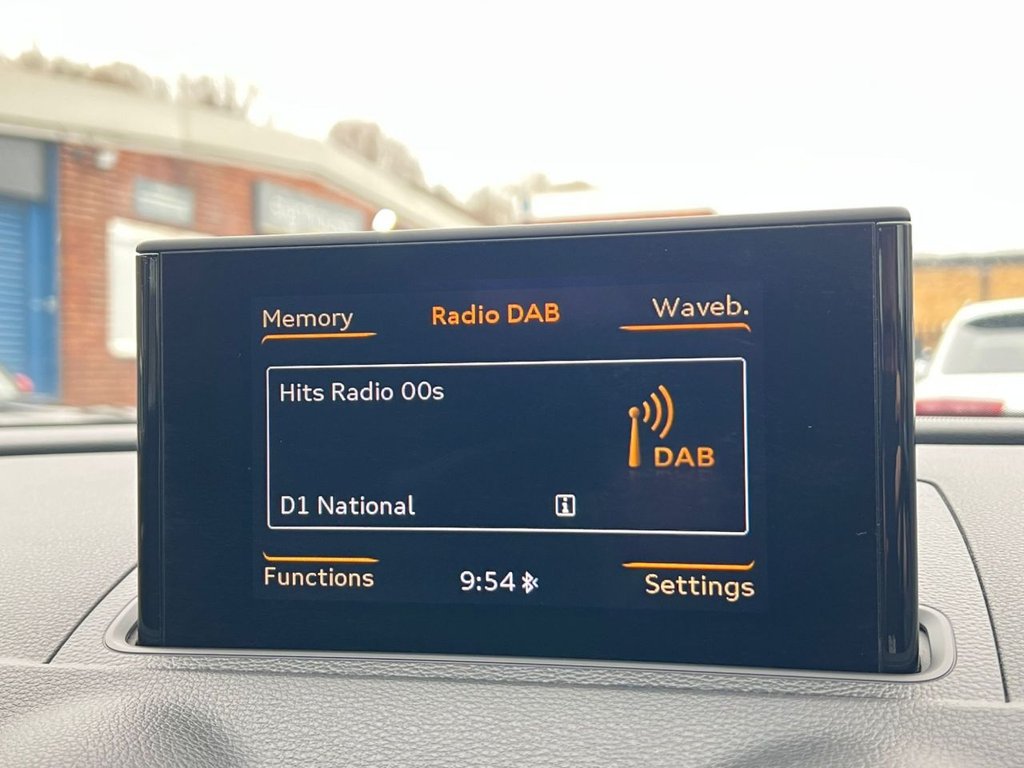 Memory
Radio DAB
Waveb.
Hits Radio 00s
DAB
D1 National
i
Functions
9:54
Settings